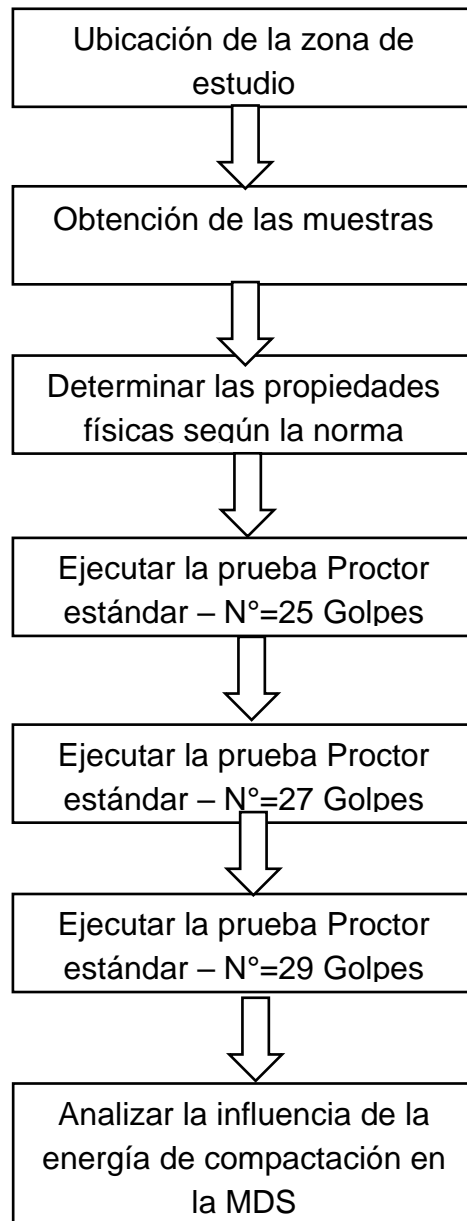 Ubicación de la zona de
estudio
Obtención de las muestras
Determinar las propiedades
físicas según la norma
Ejecutar la prueba Proctor
estándar – N°=25 Golpes
Ejecutar la prueba Proctor
estándar – N°=27 Golpes
Ejecutar la prueba Proctor
estándar – N°=29 Golpes
Analizar la influencia de la
energía de compactación en
la MDS